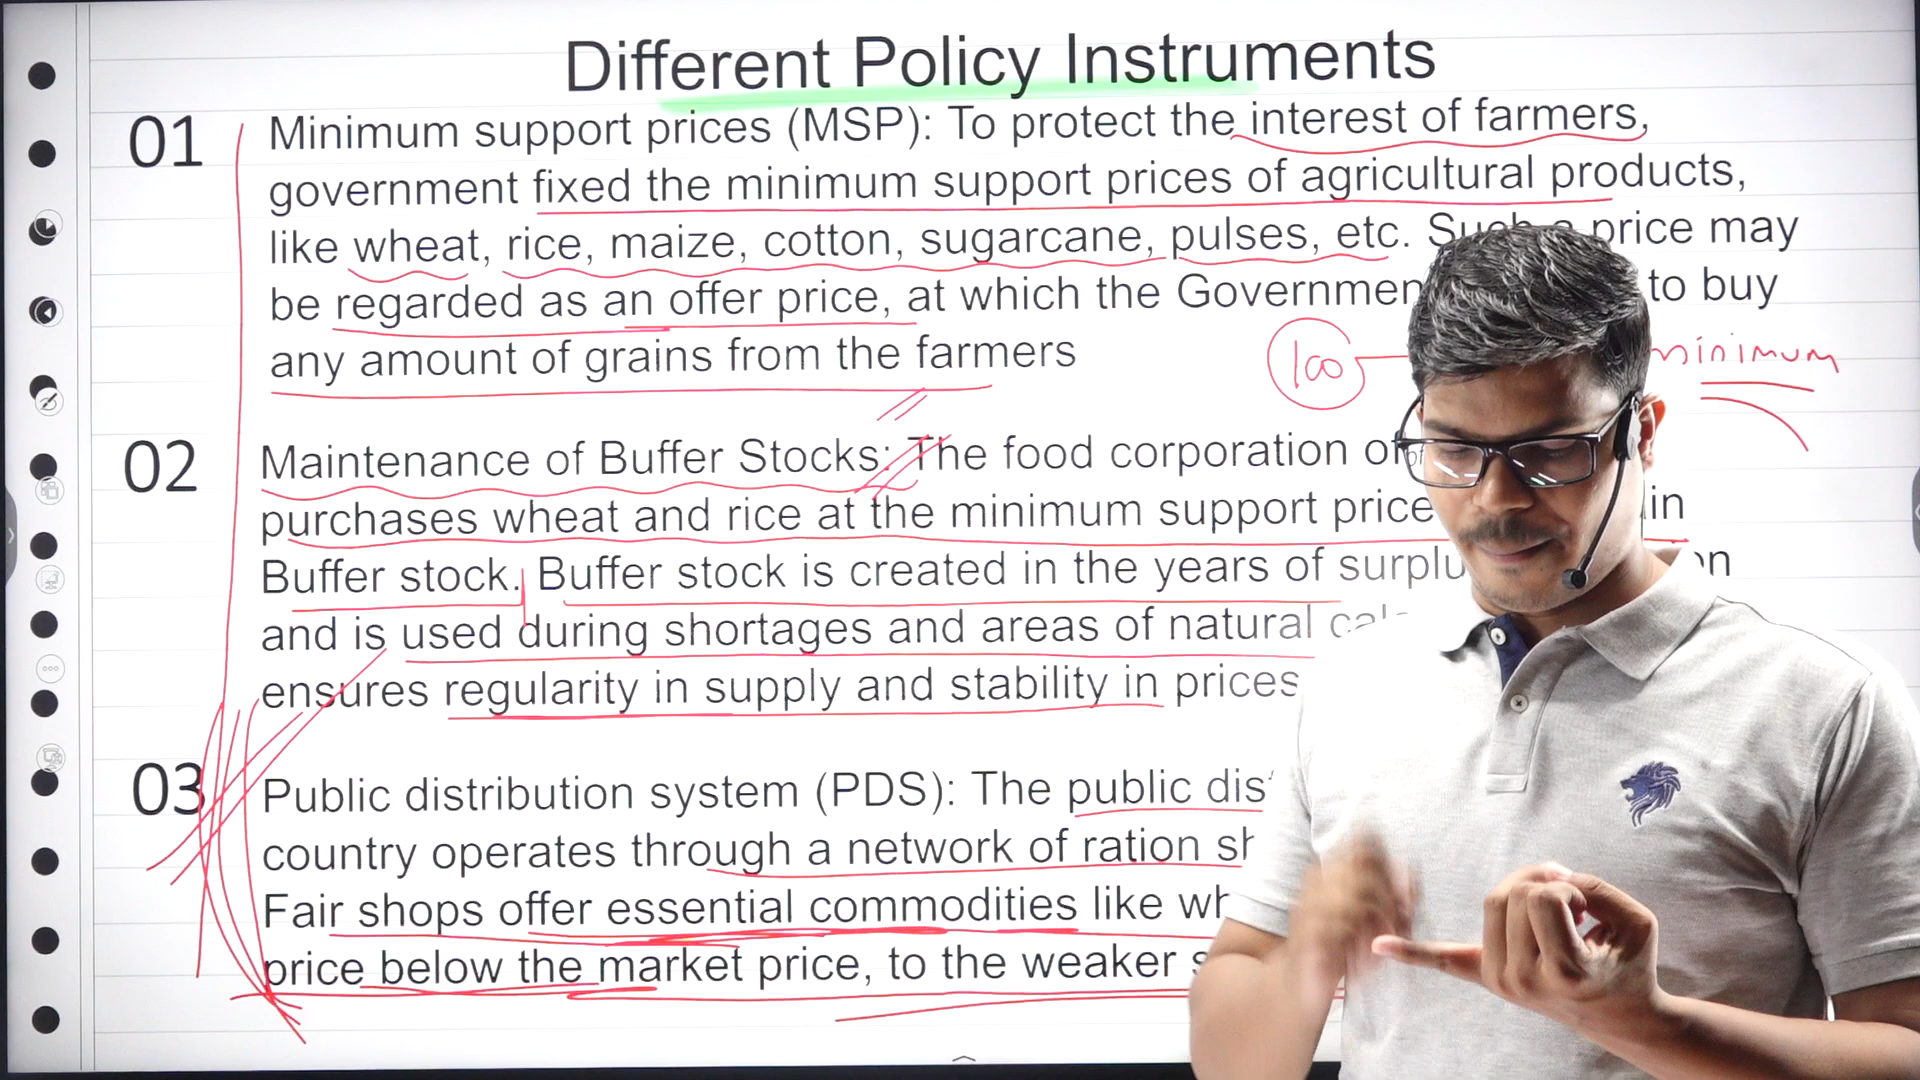 Different Policy Instruments
01 Minimum support prices (MSP): To protect the interest of farmers,
government fixed the minimum support prices of agricultural products,
like wheat, rice, maize, cotton, sugarcane, pulses, etc. Such a price may
be regarded as an offer price, at which the Governmen to buy
any amount of grains from the farmers
100 minimum
02 Maintenance of Buffer Stocks: The food corporation of
purchases wheat and rice at the minimum support price in
Buffer stock. Buffer stock is created in the years of surplu on
and is used during shortages and areas of natural cal
ensures regularity in supply and stability in prices
03 Public distribution system (PDS): The public dis
country operates through a network of ration sh
Fair shops offer essential commodities like wh
price below the market price, to the weaker s